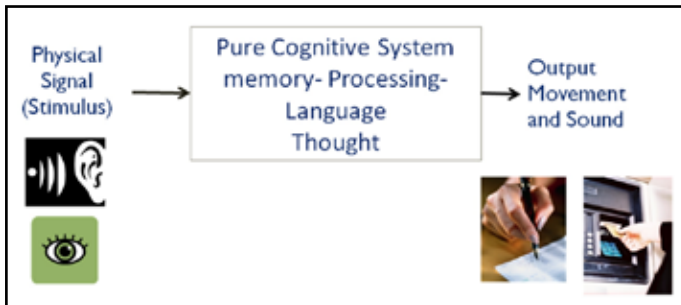 Physical
Signal
(Stimulus)
Pure Cognitive System
memory- Processing-
Language
Thought
Output
Movement
and Sound